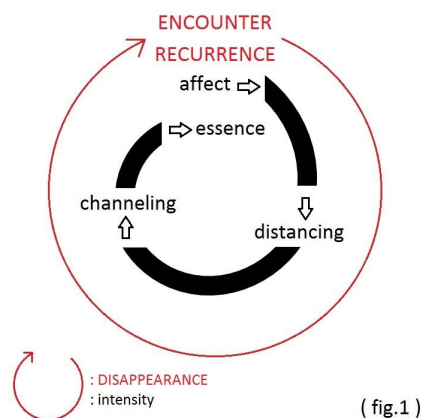 ENCOUNTER
RECURRENCE
affect
essence
channeling
distancing
: DISAPPEARANCE
: intensity
( fig.1 )